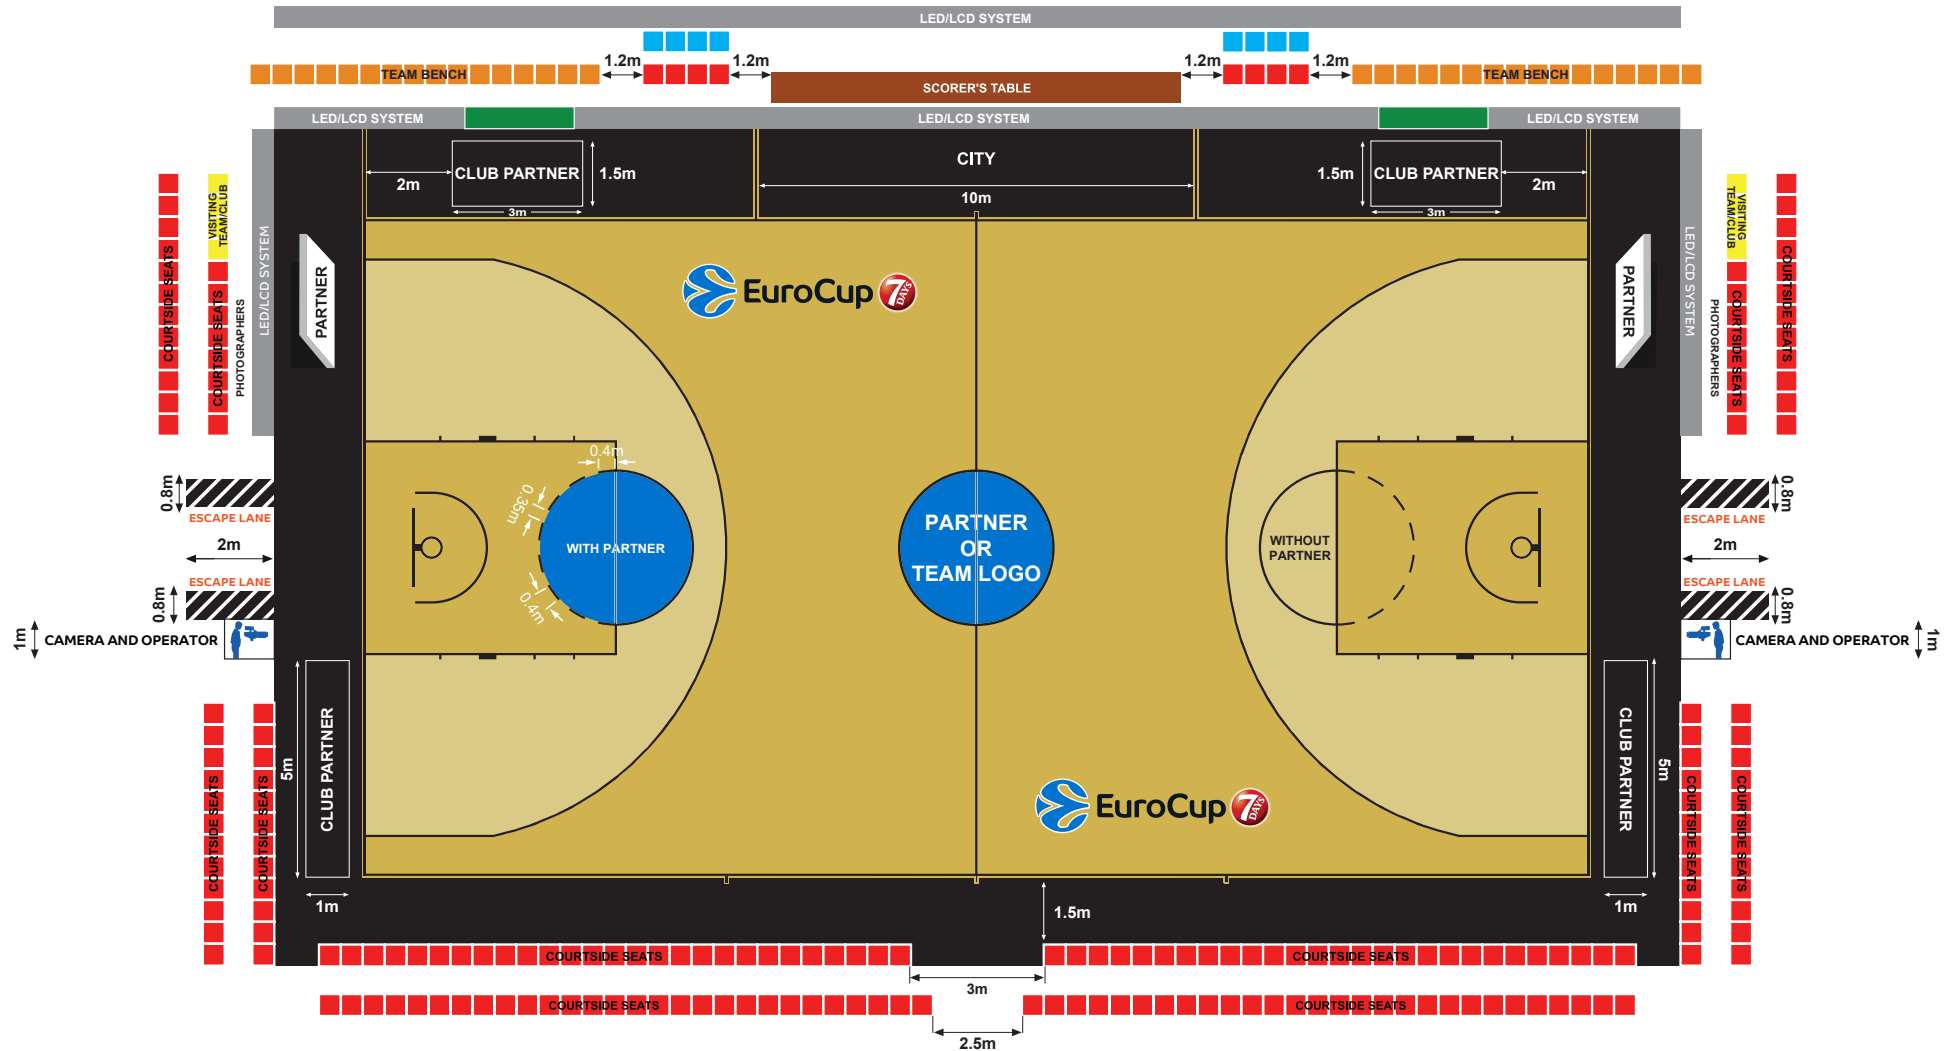 LED/LCD SYSTEM
1.2m
1.2m
1.2m
1.2m
TEAM BENCH
TEAM BENCH
SCORER'S TABLE
LED/LCD SYSTEM
LED/LCD SYSTEM
LED/LCD SYSTEM
CITY
10m
2m
CLUB PARTNER
3m
1.5m
1.5m
CLUB PARTNER
3m
2m
COURTSIDE SEATS
VISITING
TEAM/CLUB
COURTSIDE SEATS
PHOTOGRAPHERS
LED/LCD SYSTEM
PARTNER
EuroCup
7
DAYS
PARTNER
LED/LCD SYSTEM
PHOTOGRAPHERS
VISITING
TEAM/CLUB
COURTSIDE SEATS
COURTSIDE SEATS
0.8m
ESCAPE LANE
2m
ESCAPE LANE
0.8m
1m
CAMERA AND OPERATOR
0.4m
0.35m
0.4m
WITH PARTNER
PARTNER
OR
TEAM LOGO
WITHOUT
PARTNER
0.8m
ESCAPE LANE
2m
ESCAPE LANE
0.8m
CAMERA AND OPERATOR
1m
COURTSIDE SEATS
COURTSIDE SEATS
5m
CLUB PARTNER
1m
EuroCup
7
DAYS
CLUB PARTNER
5m
1m
COURTSIDE SEATS
COURTSIDE SEATS
1.5m
COURTSIDE SEATS
COURTSIDE SEATS
3m
COURTSIDE SEATS
COURTSIDE SEATS
2.5m